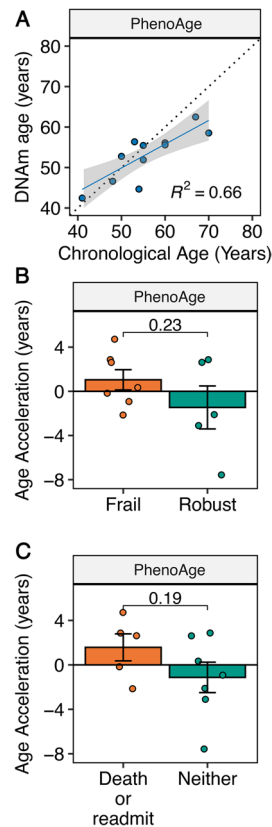 A
PhenoAge
DNAm age (years)
80
70
60
50
40
R² = 0.66
40 50 60 70 80
Chronological Age (Years)
B
PhenoAge
Age Acceleration (years)
0.23
4
0
−4
−8
Frail Robust
C
PhenoAge
Age Acceleration (years)
0.19
4
0
−4
−8
Death Neither
or
readmit